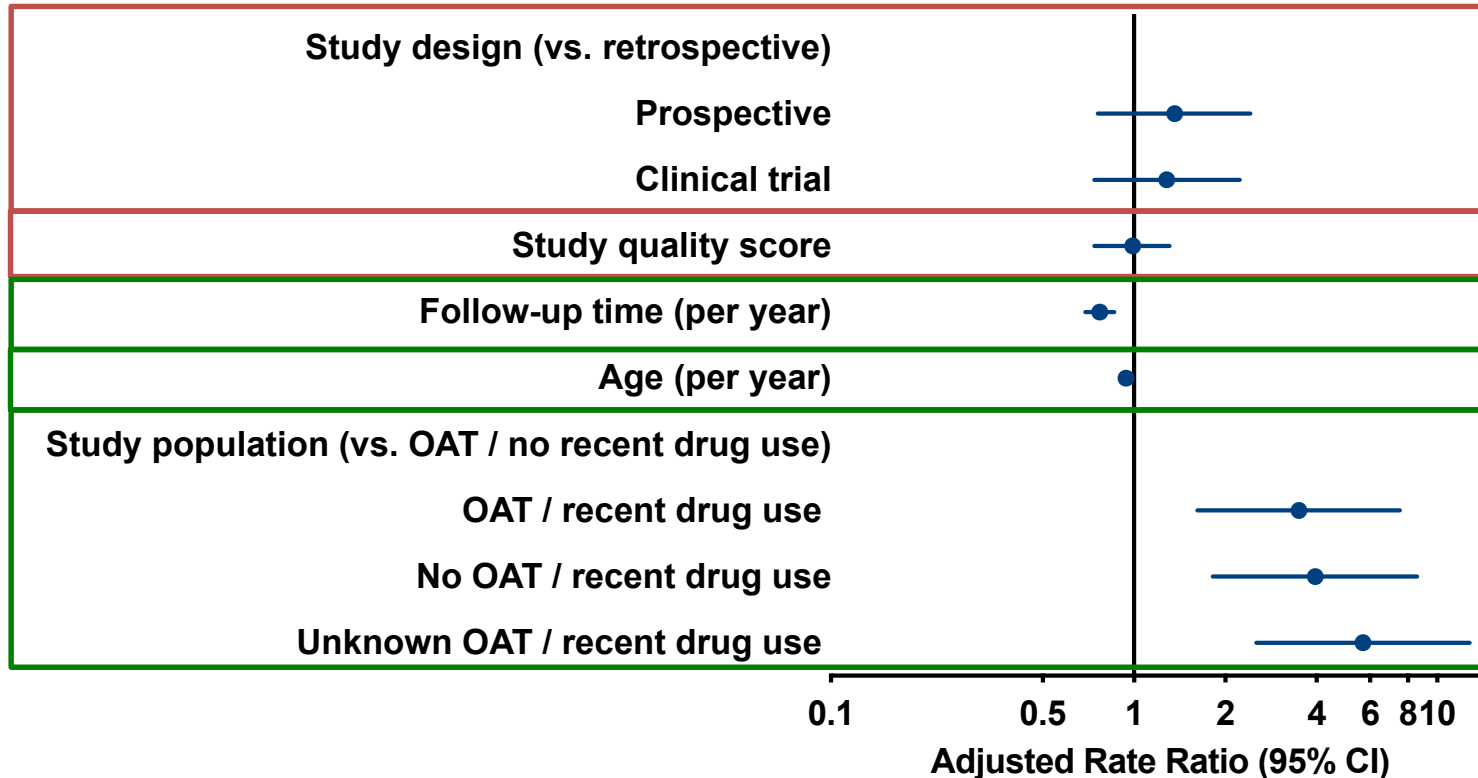 Study design (vs. retrospective)
Prospective
Clinical trial
Study quality score
Follow-up time (per year)
Age (per year)
Study population (vs. OAT / no recent drug use)
OAT / recent drug use
No OAT / recent drug use
Unknown OAT / recent drug use
0.1 0.5 1 2 4 6 8 10
Adjusted Rate Ratio (95% CI)